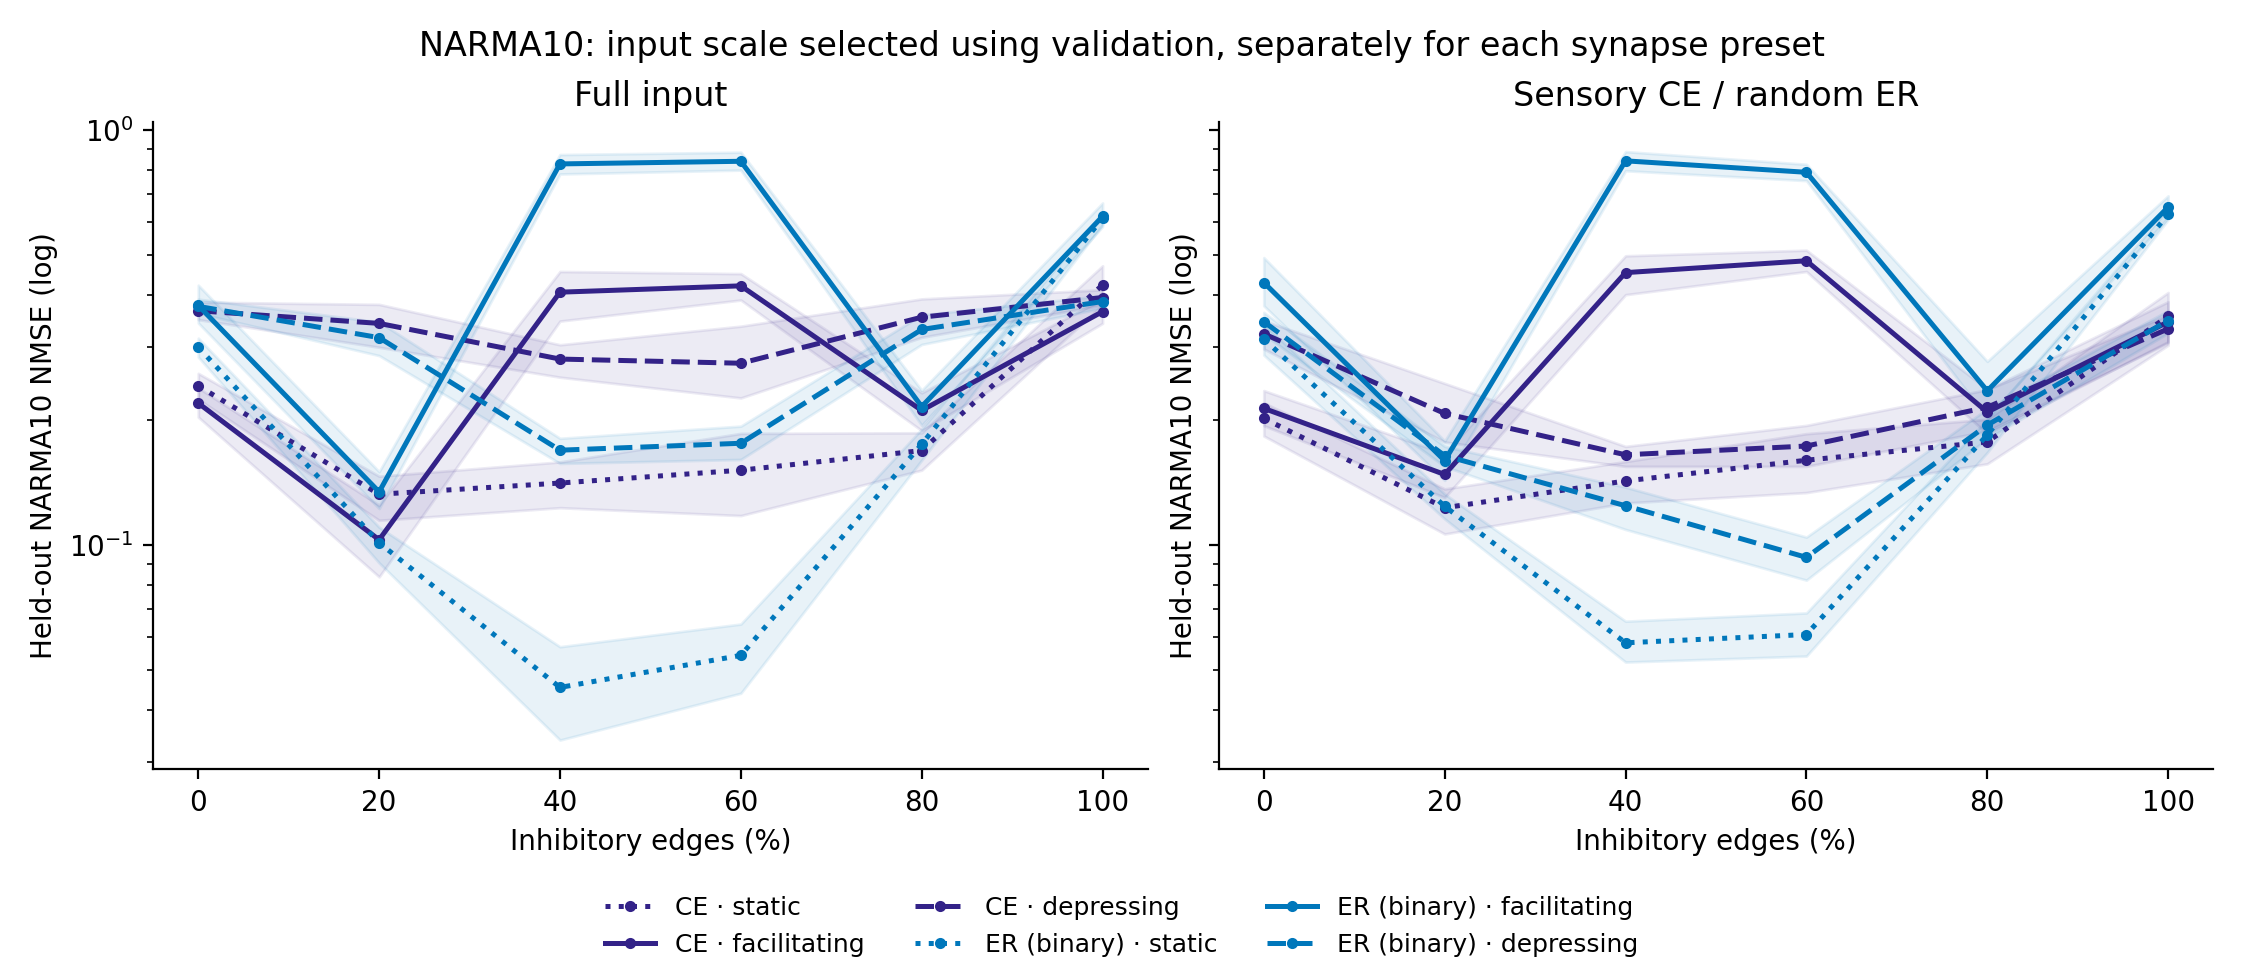 NARMA10: input scale selected using validation, separately for each synapse preset
Full input
Sensory CE / random ER
Held-out NARMA10 NMSE (log)
10⁰
10⁻¹
0 20 40 60 80 100
Inhibitory edges (%)
Held-out NARMA10 NMSE (log)
0 20 40 60 80 100
Inhibitory edges (%)
CE · static
CE · facilitating
CE · depressing
ER (binary) · static
ER (binary) · facilitating
ER (binary) · depressing